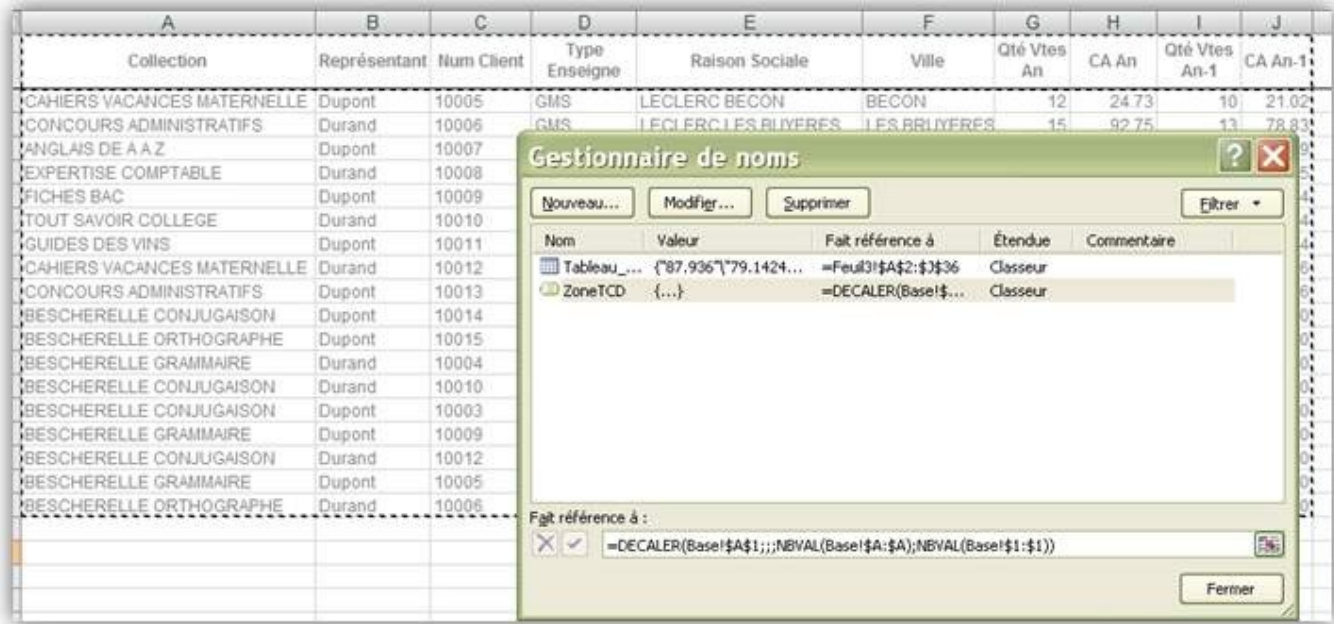 A B C D E F G H I J
Collection Représentant Num Client Type Enseigne Raison Sociale Ville Qté Vtes An CA An Qté Vtes An-1 CA An-1
CAHIERS VACANCES MATERNELLE Dupont 10005 GMS LECLERC BECON BECON 12 24.73 10 21.02
CONCOURS ADMINISTRATIFS Durand 10006 GMS LECLERC LES BUYERES LES BRUYERES 15 92.75 13 78.83
ANGLAIS DE A A Z Dupont 10007
EXPERTISE COMPTABLE Durand 10008
FICHES BAC Dupont 10009
TOUT SAVOIR COLLEGE Durand 10010
GUIDES DES VINS Dupont 10011
CAHIERS VACANCES MATERNELLE Durand 10012
CONCOURS ADMINISTRATIFS Dupont 10013
BESCHERELLE CONJUGAISON Dupont 10014
BESCHERELLE ORTHOGRAPHE Dupont 10015
BESCHERELLE GRAMMAIRE Durand 10004
BESCHERELLE CONJUGAISON Durand 10010
BESCHERELLE CONJUGAISON Dupont 10003
BESCHERELLE GRAMMAIRE Dupont 10009
BESCHERELLE CONJUGAISON Durand 10012
BESCHERELLE GRAMMAIRE Dupont 10005
BESCHERELLE ORTHOGRAPHE Durand 10006
Gestionnaire de noms
Nouveau... Modifier... Supprimer Filtrer
Nom Valeur Fait référence à Étendue Commentaire
Tableau_... {"87.936"\"79.1424... =Feuil3!$A$2:$J$36 Classeur
ZoneTCD {...} =DECALER(Base!$... Classeur
Fait référence à :
=DECALER(Base!$A$1;;;NBVAL(Base!$A:$A);NBVAL(Base!$1:$1))
Fermer